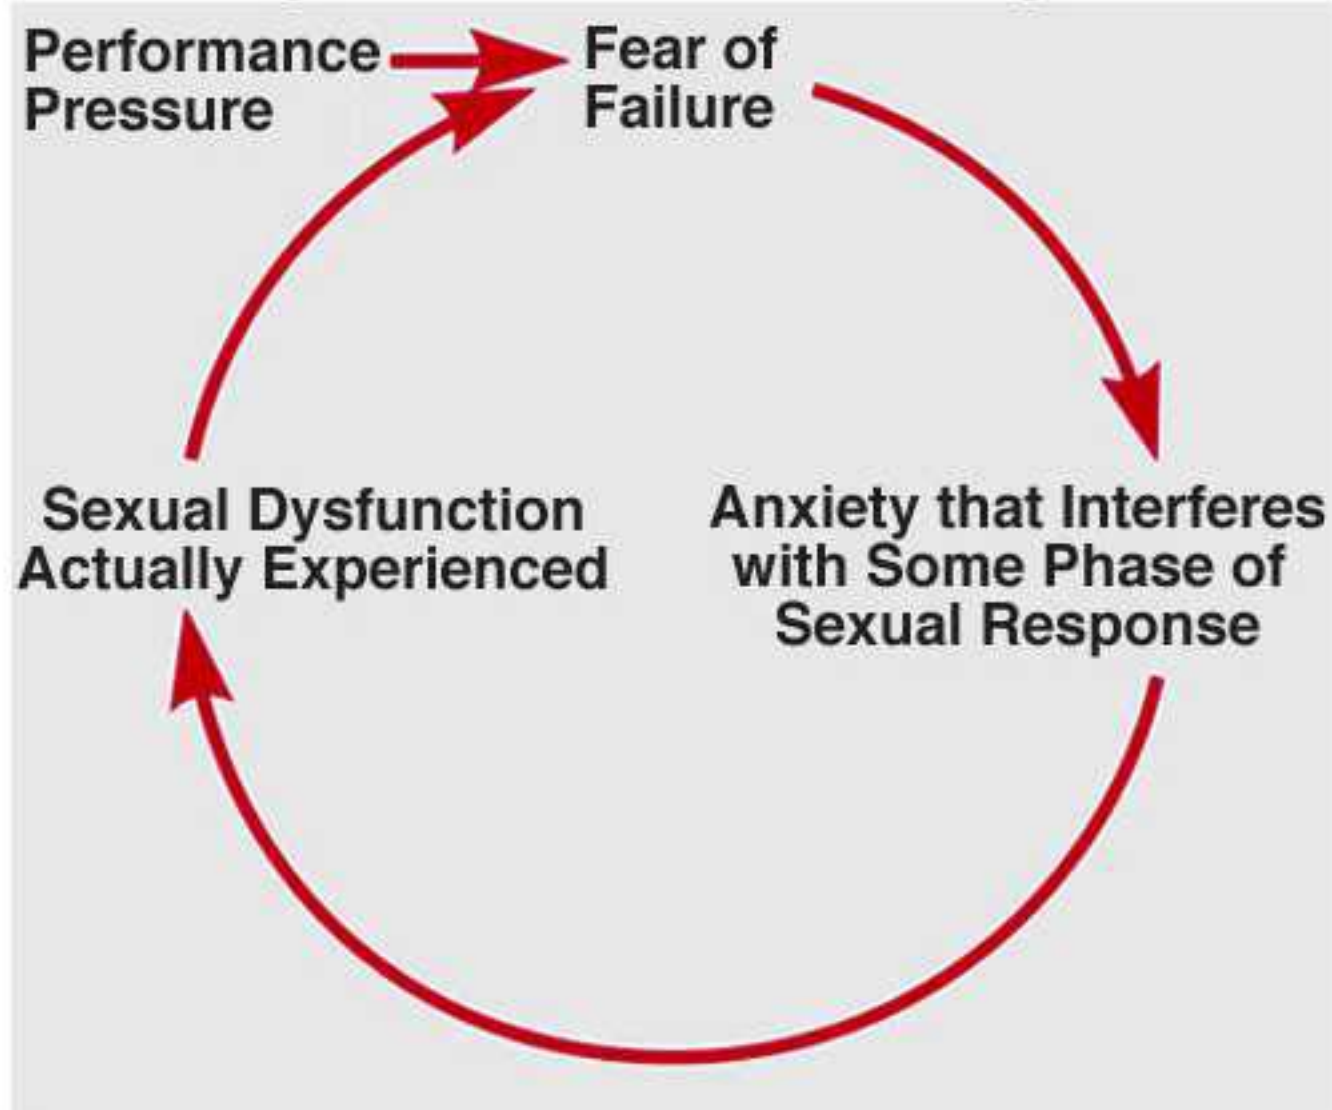 Performance
Pressure
Fear of
Failure
Sexual Dysfunction
Actually Experienced
Anxiety that Interferes
with Some Phase of
Sexual Response